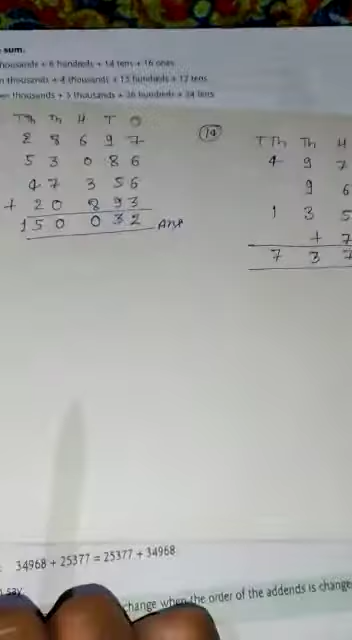 sum.
thousands + 6 hundreds + 14 tens + 16 ones
n thousands + 4 thousands + 15 hundreds + 12 tens
en thousands + 5 thousands + 26 hundreds + 24 tens
TTh Th H T O
2 8 6 9 7
5 3 0 8 6
4 7 3 5 6
+ 2 0 8 9 3
1 5 0 0 3 2 Ans
TTh Th H
4 9 7
9 6
1 3 5
+ 7
7 3 7
34968 + 25377 = 25377 + 34968
say:
change when the order of the addends is change